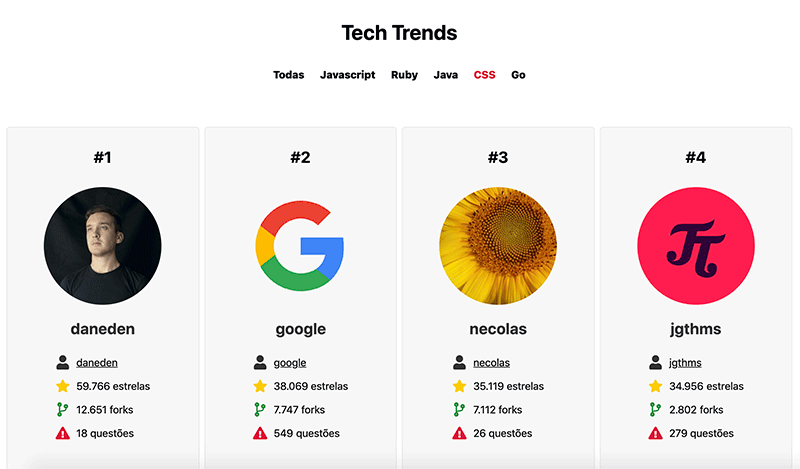 Tech Trends
Todas Javascript Ruby Java CSS Go
#1
daneden
daneden
59.766 estrelas
12.651 forks
18 questões
#2
google
google
38.069 estrelas
7.747 forks
549 questões
#3
necolas
necolas
35.119 estrelas
7.112 forks
26 questões
#4
jgthms
jgthms
34.956 estrelas
2.802 forks
279 questões